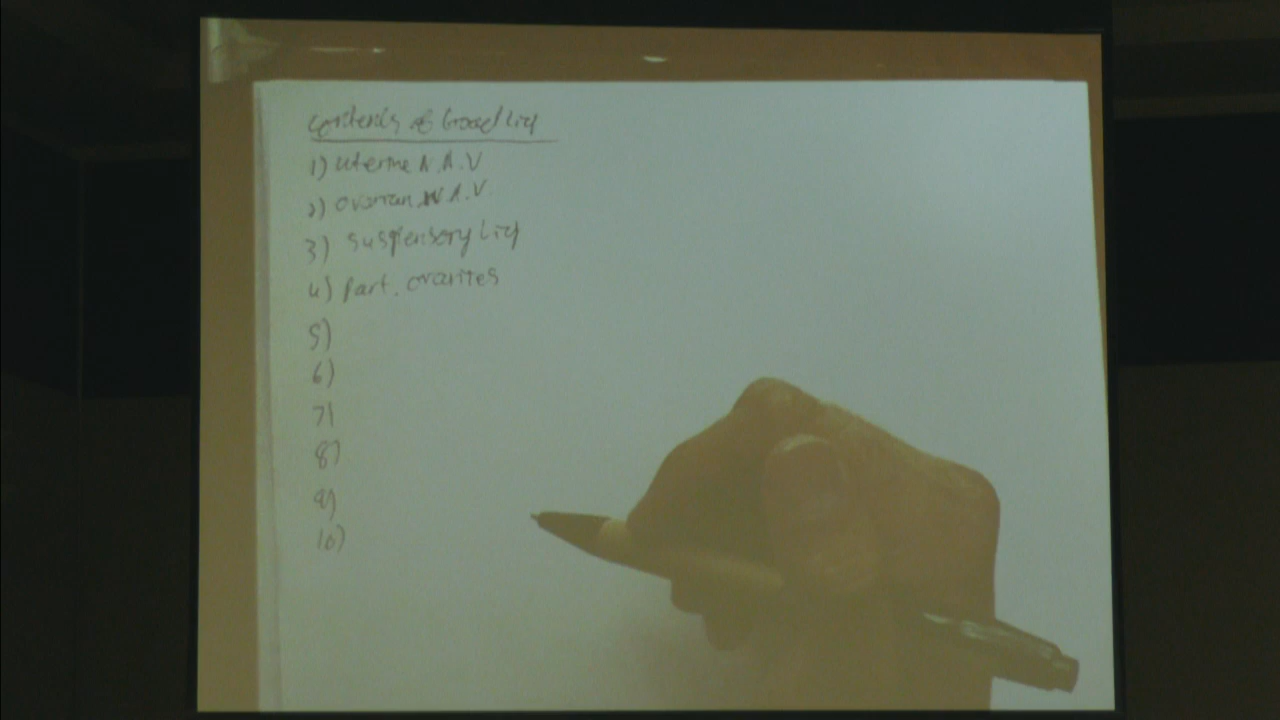 contents of broad lig
1) uterine N.A.V
2) ovarian N.A.V
3) suspensory lig
4) part. ovarites
5)
6)
7)
8)
9)
10)